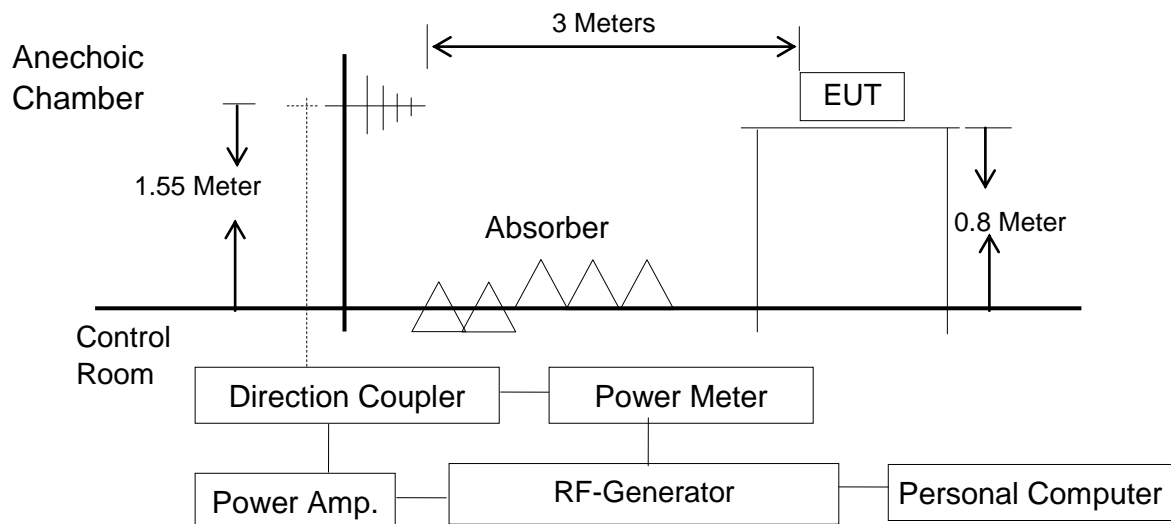 3 Meters
Anechoic
Chamber
EUT
1.55 Meter
0.8 Meter
Absorber
Control
Room
Direction Coupler
Power Meter
Power Amp.
RF-Generator
Personal Computer